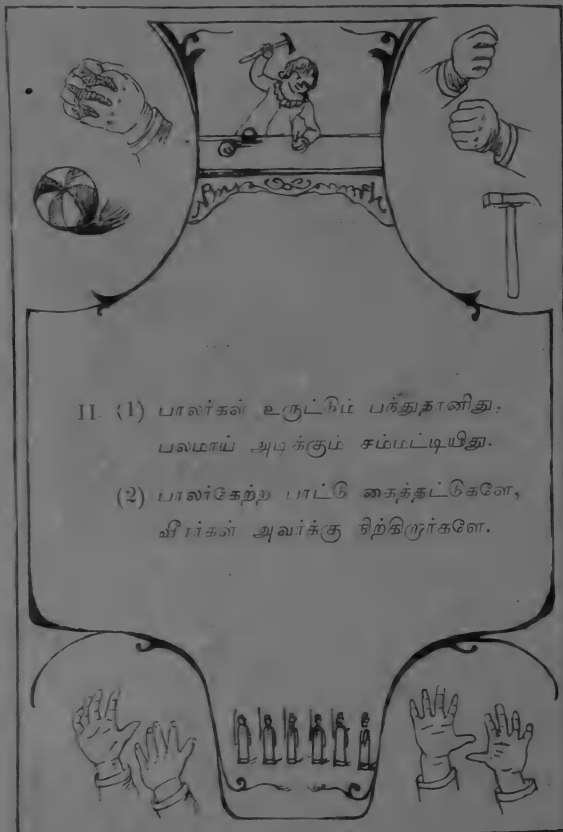 II. (1) பாலர்கள் உருட்டும் பந்துதானிது;
பலமாய் அடிக்கும் சம்மட்டியிது.
(2) பாலர்கேற்ற பாட்டு கைத்தட்டுகளே,
வீரர்கள் அவர்க்கு நிற்கிறார்களே.